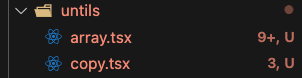 untils
array.tsx 9+, U
copy.tsx 3, U